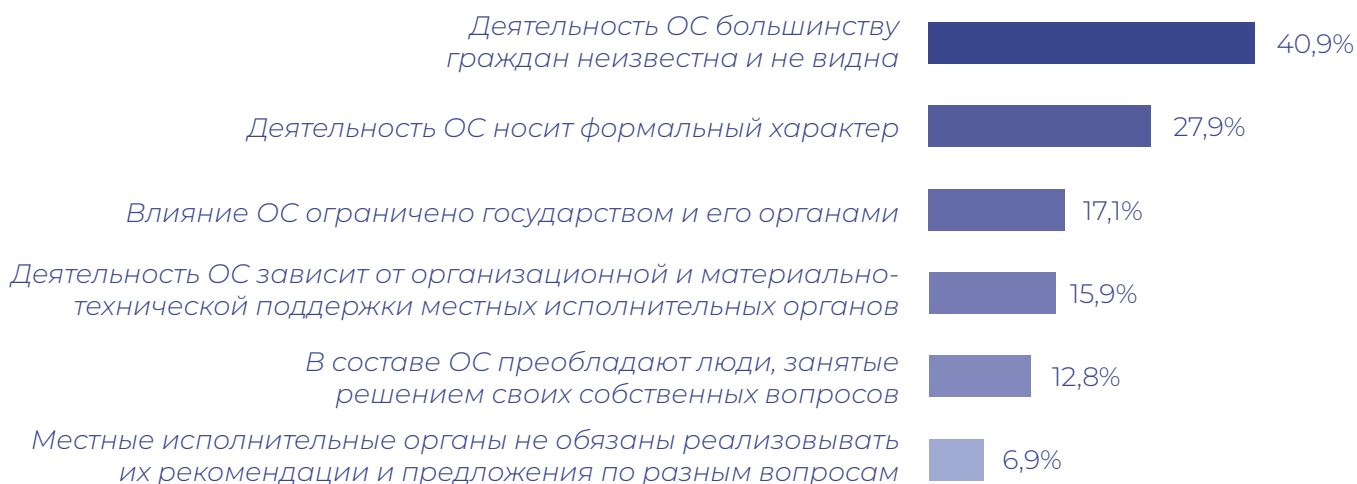 Деятельность ОС большинству
граждан неизвестна и не видна
40,9%
Деятельность ОС носит формальный характер
27,9%
Влияние ОС ограничено государством и его органами
17,1%
Деятельность ОС зависит от организационной и материально-
технической поддержки местных исполнительных органов
15,9%
В составе ОС преобладают люди, занятые
решением своих собственных вопросов
12,8%
Местные исполнительные органы не обязаны реализовывать
их рекомендации и предложения по разным вопросам
6,9%